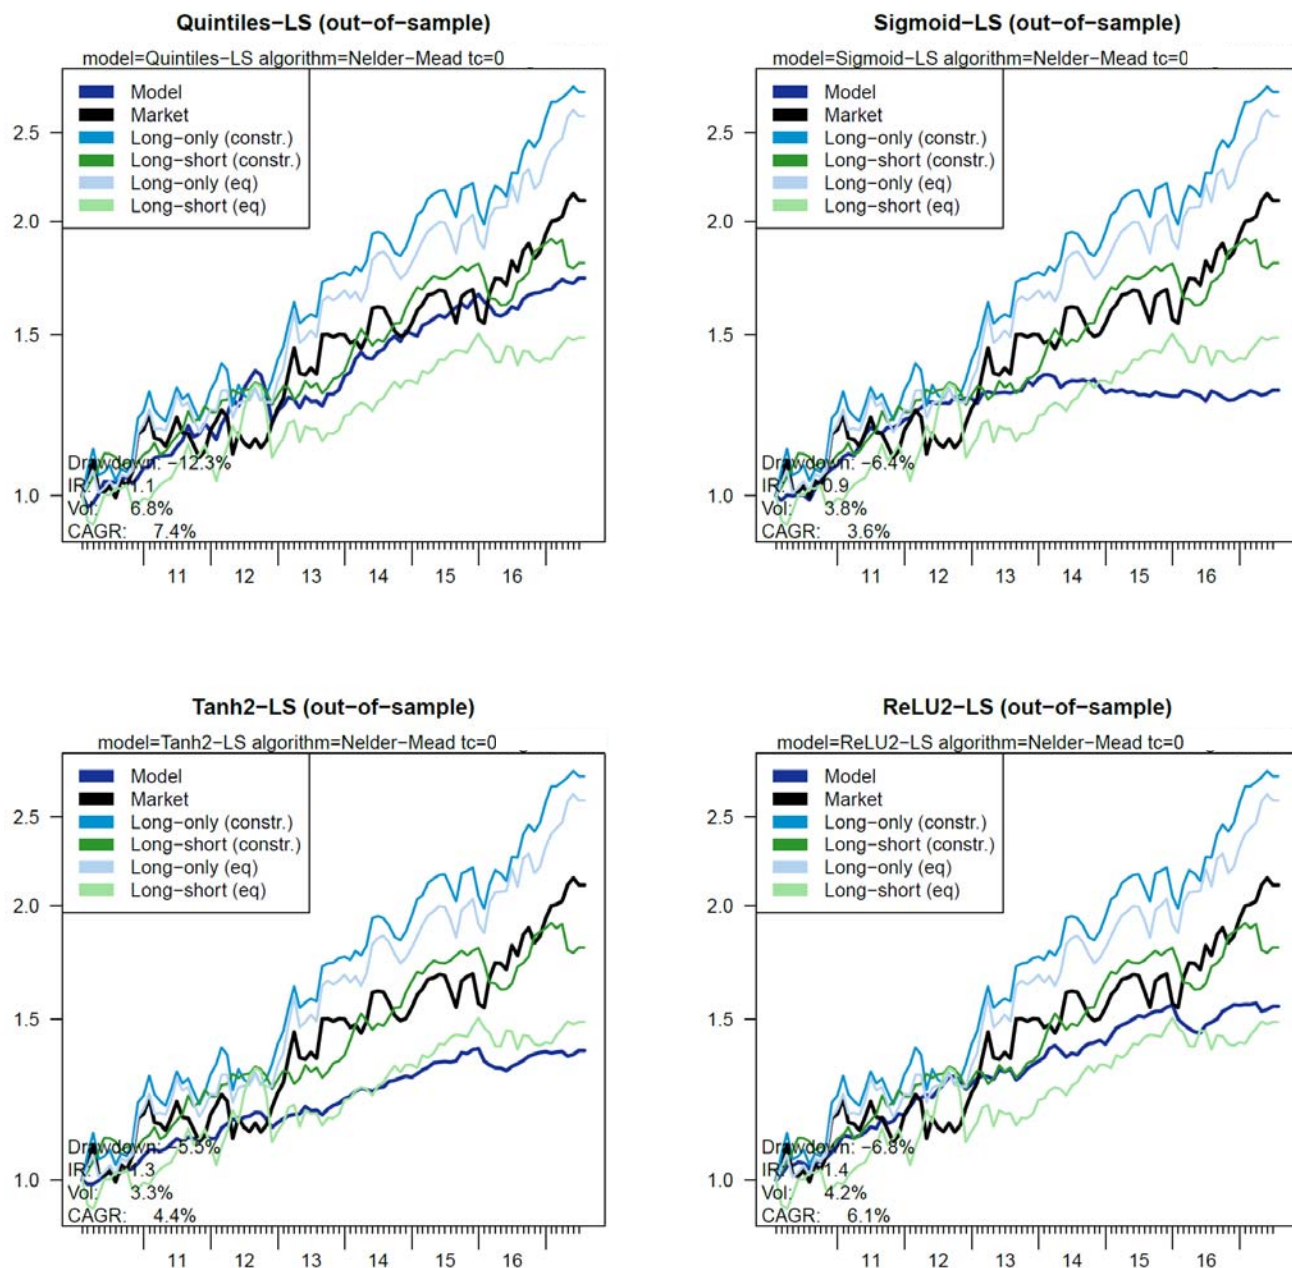 Quintiles−LS (out−of−sample)
model=Quintiles−LS algorithm=Nelder−Mead tc=0
Model
Market
Long−only (constr.)
Long−short (constr.)
Long−only (eq)
Long−short (eq)
2.5
2.0
1.5
1.0
Drawdown: −12.3%
IR: 1.1
Vol: 6.8%
CAGR: 7.4%
11 12 13 14 15 16
Sigmoid−LS (out−of−sample)
model=Sigmoid−LS algorithm=Nelder−Mead tc=0
Model
Market
Long−only (constr.)
Long−short (constr.)
Long−only (eq)
Long−short (eq)
2.5
2.0
1.5
1.0
Drawdown: −6.4%
IR: 0.9
Vol: 3.8%
CAGR: 3.6%
11 12 13 14 15 16
Tanh2−LS (out−of−sample)
model=Tanh2−LS algorithm=Nelder−Mead tc=0
Model
Market
Long−only (constr.)
Long−short (constr.)
Long−only (eq)
Long−short (eq)
2.5
2.0
1.5
1.0
Drawdown: −5.5%
IR: 1.3
Vol: 3.3%
CAGR: 4.4%
11 12 13 14 15 16
ReLU2−LS (out−of−sample)
model=ReLU2−LS algorithm=Nelder−Mead tc=0
Model
Market
Long−only (constr.)
Long−short (constr.)
Long−only (eq)
Long−short (eq)
2.5
2.0
1.5
1.0
Drawdown: −6.8%
IR: 1.4
Vol: 4.2%
CAGR: 6.1%
11 12 13 14 15 16